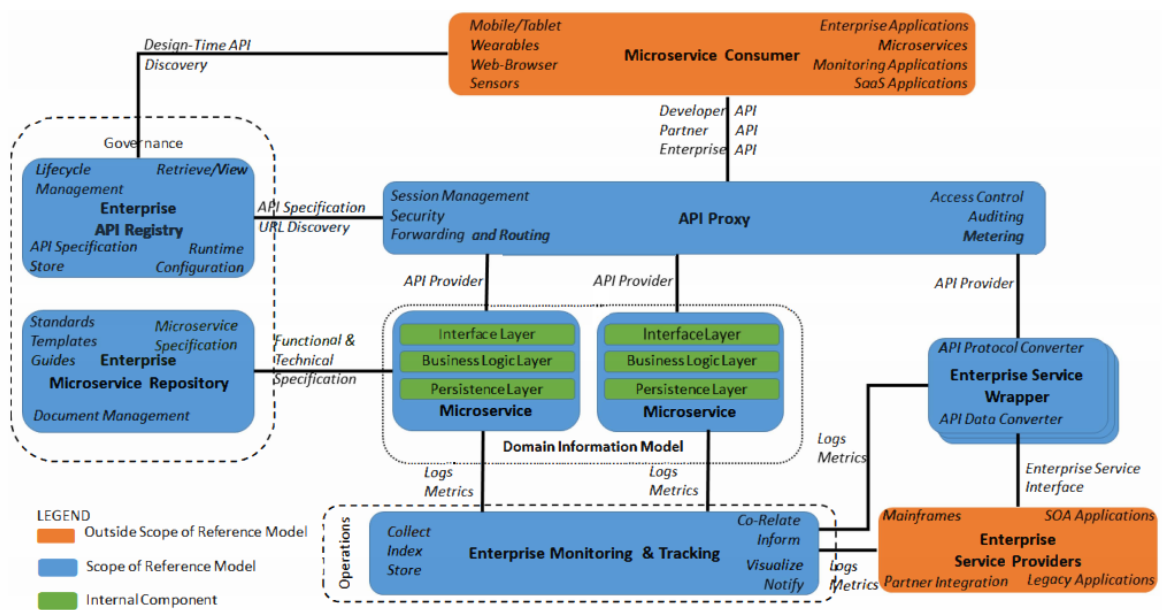 Mobile/Tablet
Wearables
Web-Browser
Sensors
Microservice Consumer
Enterprise Applications
Microservices
Monitoring Applications
SaaS Applications
Design-Time API
Discovery
Developer API
Partner API
Enterprise API
Governance
Lifecycle
Management
Retrieve/View
Enterprise
API Registry
API Specification
Store
Runtime
Configuration
API Specification
URL Discovery
Session Management
Security
Forwarding and Routing
API Proxy
Access Control
Auditing
Metering
API Provider
API Provider
API Provider
Standards
Templates
Guides
Microservice
Specification
Enterprise
Microservice Repository
Document Management
Functional &
Technical
Specification
Interface Layer
Business Logic Layer
Persistence Layer
Microservice
Interface Layer
Business Logic Layer
Persistence Layer
Microservice
Domain Information Model
API Protocol Converter
Enterprise Service
Wrapper
API Data Converter
Logs
Metrics
Logs
Metrics
Logs
Metrics
Enterprise Service
Interface
LEGEND
Outside Scope of Reference Model
Scope of Reference Model
Internal Component
Operations
Collect
Index
Store
Enterprise Monitoring & Tracking
Co-Relate
Inform
Visualize
Notify
Logs
Metrics
Mainframes
SOA Applications
Enterprise
Service Providers
Partner Integration
Legacy Applications